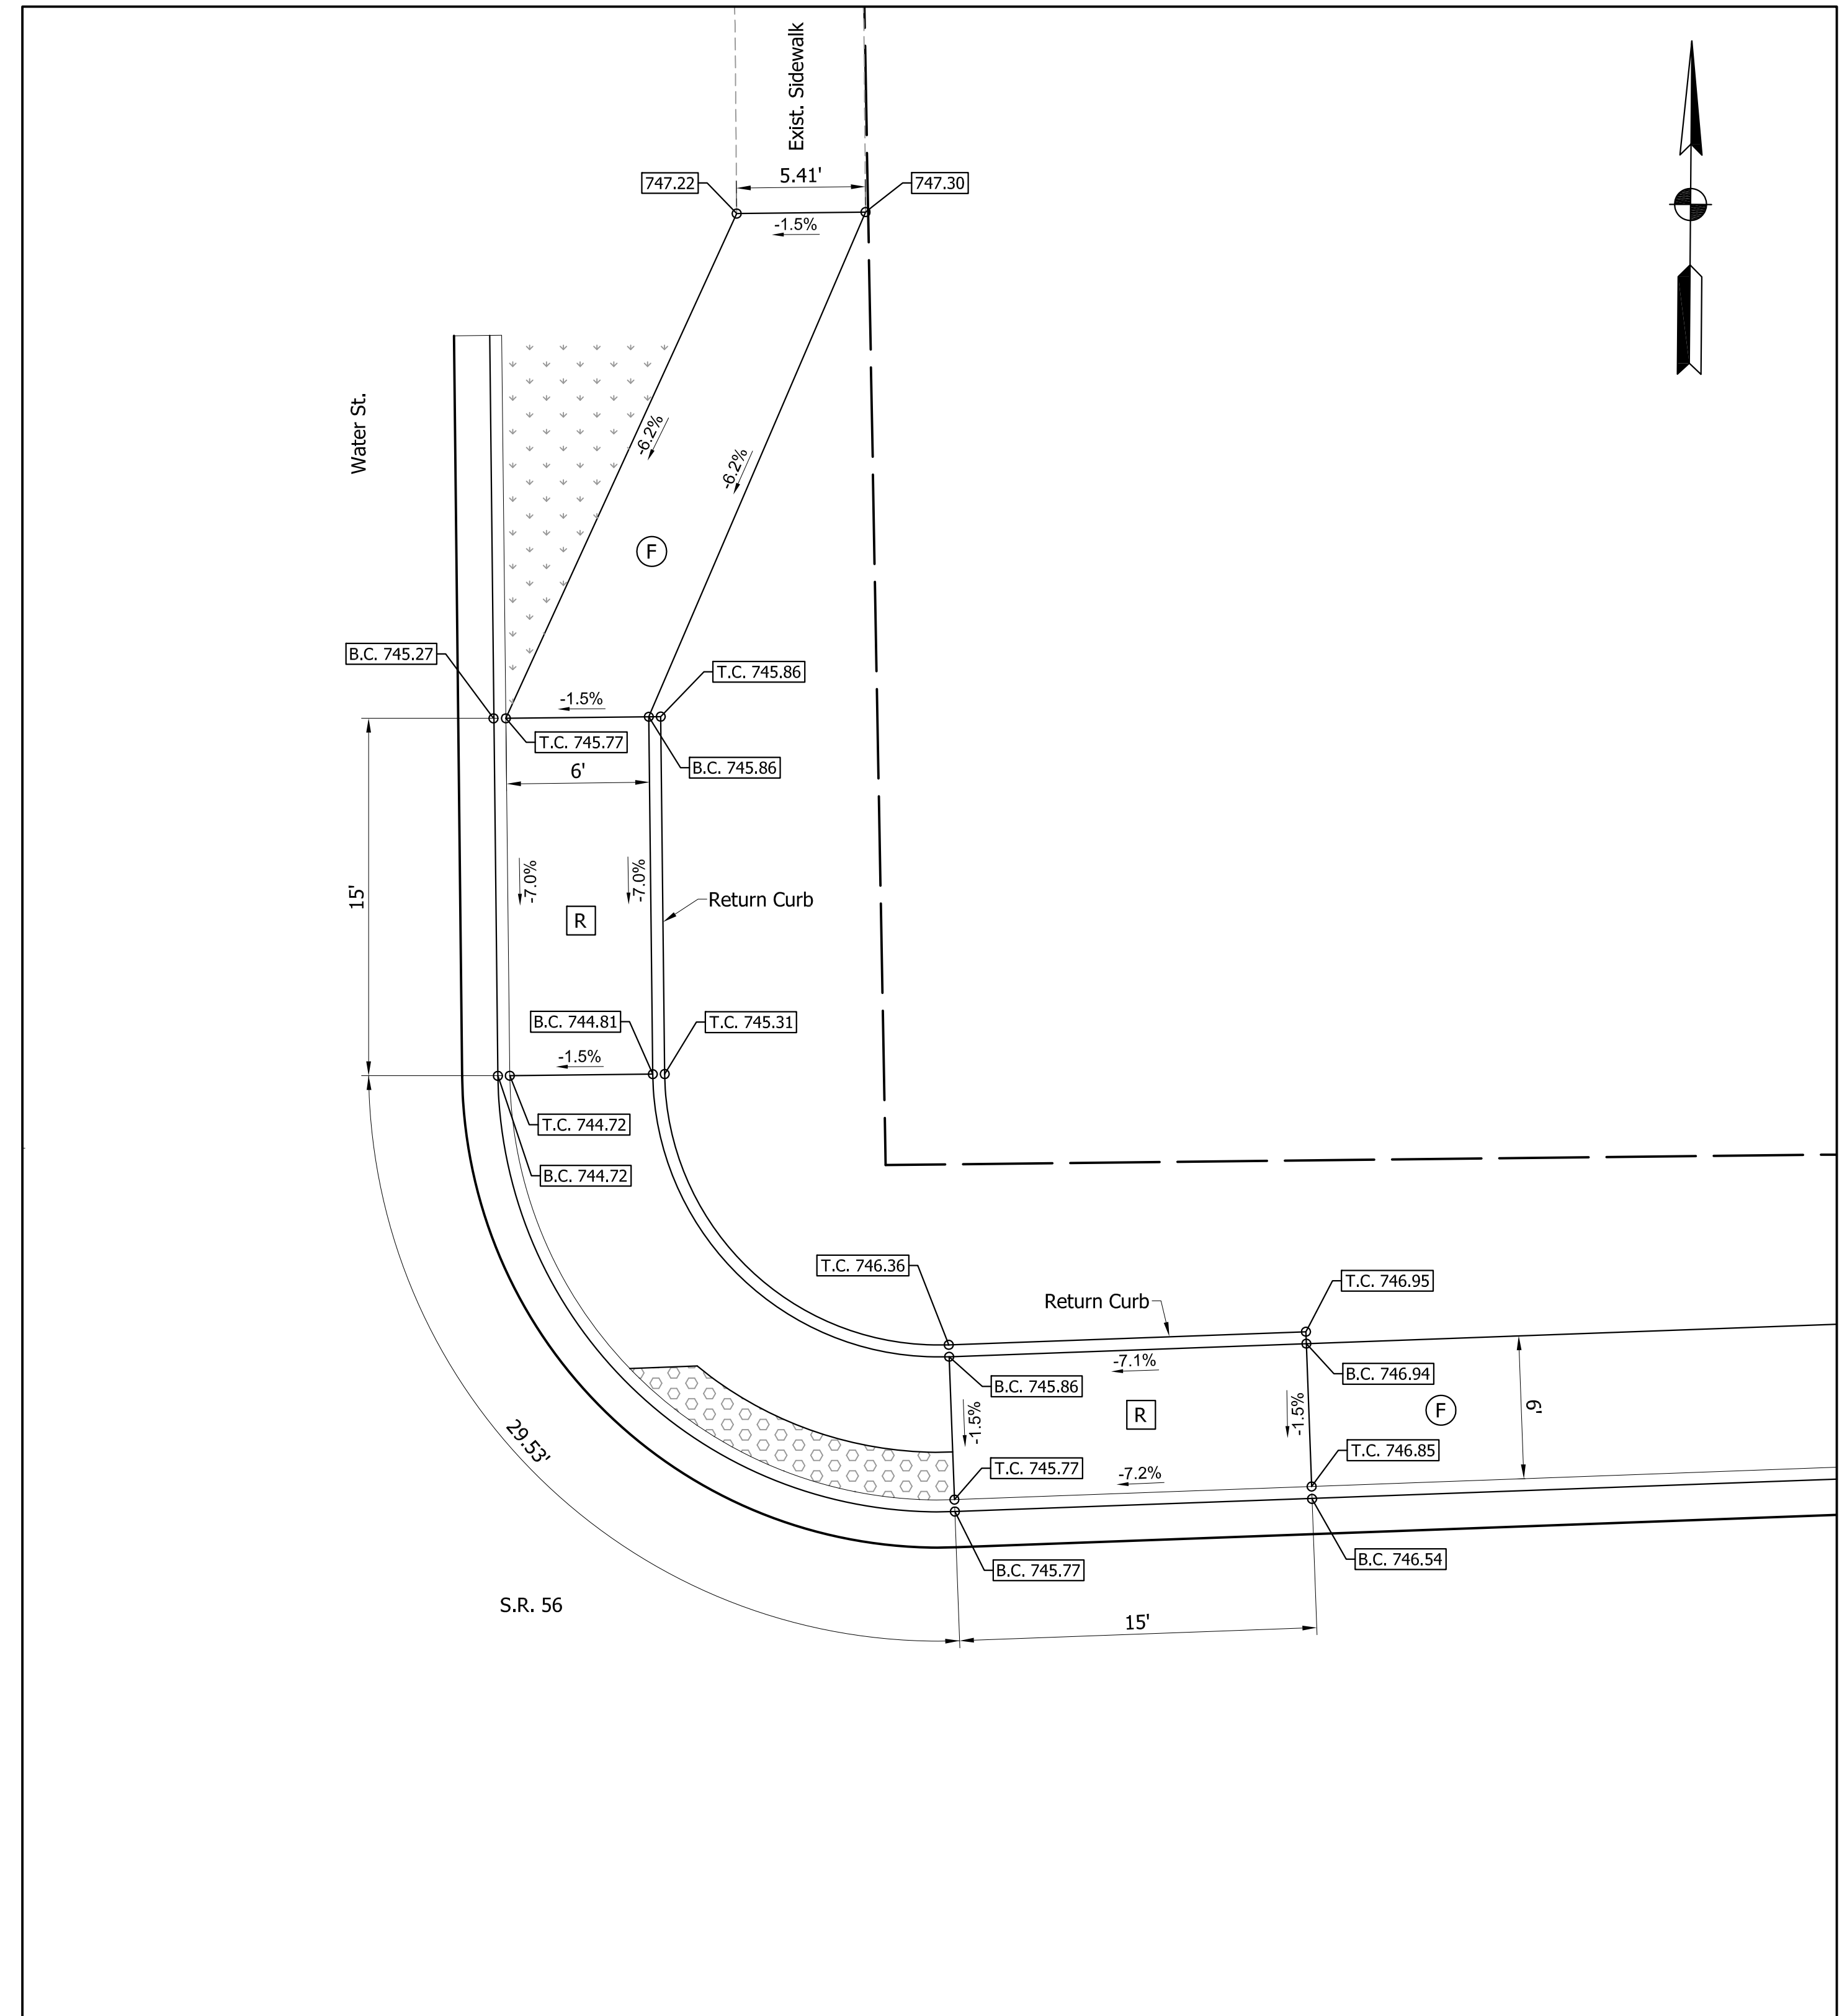 Exist. Sidewalk
5.41'
747.22
747.30
-1.5%
Water St.
-6.2%
-6.2%
F
B.C. 745.27
T.C. 745.86
-1.5%
T.C. 745.77
B.C. 745.86
6'
15'
-7.0%
-7.0%
Return Curb
R
B.C. 744.81
T.C. 745.31
-1.5%
T.C. 744.72
B.C. 744.72
T.C. 746.36
T.C. 746.95
Return Curb
-7.1%
B.C. 745.86
B.C. 746.94
R
F
6'
-1.5%
-1.5%
29.53'
T.C. 745.77
-7.2%
T.C. 746.85
B.C. 745.77
B.C. 746.54
S.R. 56
15'